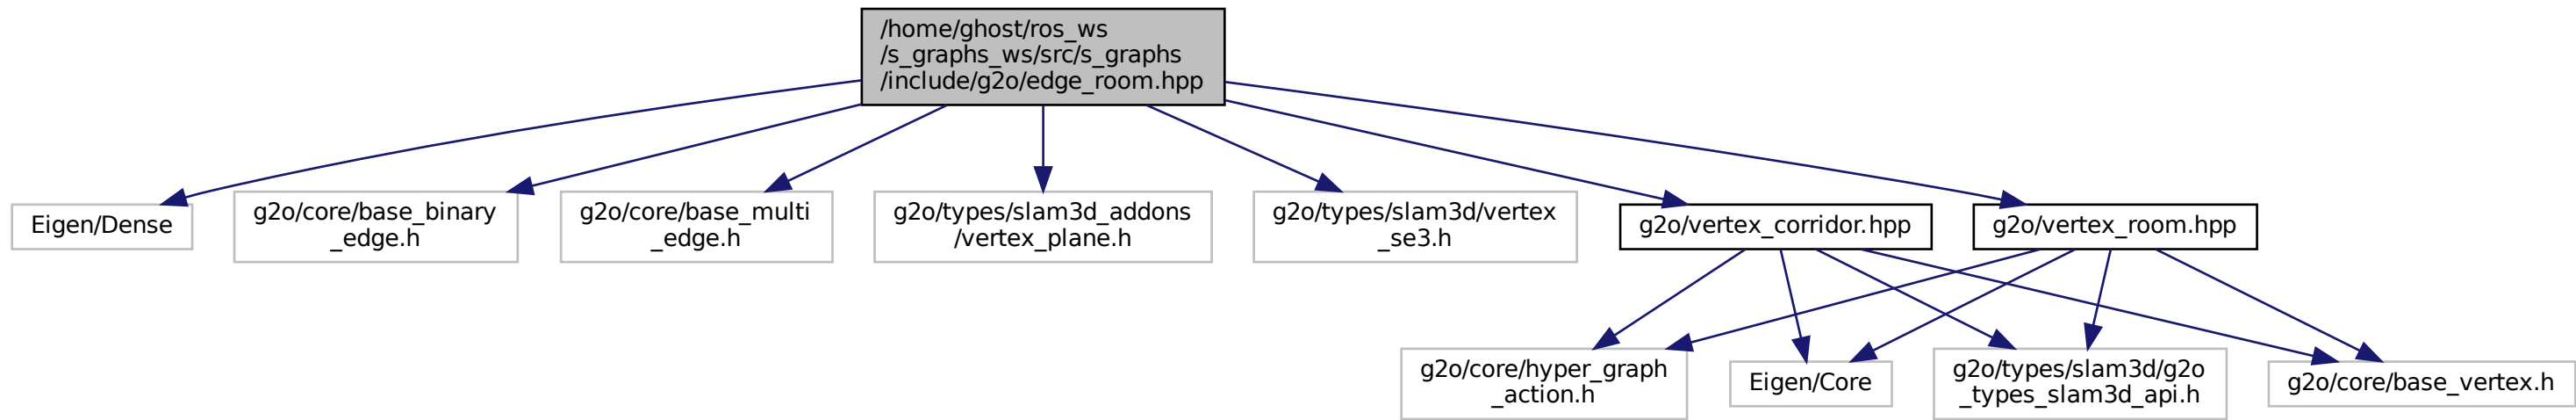 /home/ghost/ros_ws
/s_graphs_ws/src/s_graphs
/include/g2o/edge_room.hpp
Eigen/Dense
g2o/core/base_binary
_edge.h
g2o/core/base_multi
_edge.h
g2o/types/slam3d_addons
/vertex_plane.h
g2o/types/slam3d/vertex
_se3.h
g2o/vertex_corridor.hpp
g2o/vertex_room.hpp
g2o/core/hyper_graph
_action.h
Eigen/Core
g2o/types/slam3d/g2o
_types_slam3d_api.h
g2o/core/base_vertex.h